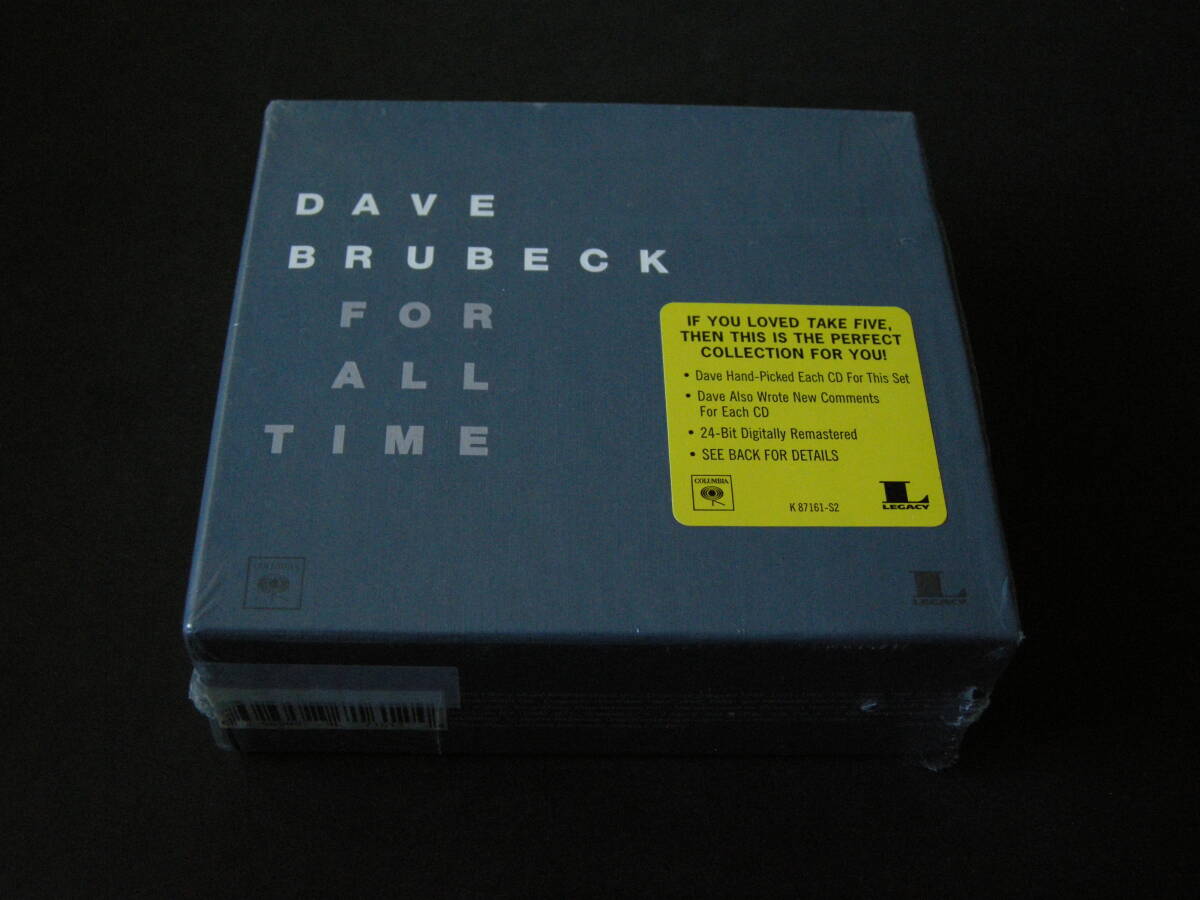 DAVE
BRUBECK
FOR
ALL
TIME
IF YOU LOVED TAKE FIVE,
THEN THIS IS THE PERFECT
COLLECTION FOR YOU!
• Dave Hand-Picked Each CD For This Set
• Dave Also Wrote New Comments
For Each CD
• 24-Bit Digitally Remastered
• SEE BACK FOR DETAILS
COLUMBIA
K 87161-S2
L
LEGACY
COLUMBIA
L
LEGACY